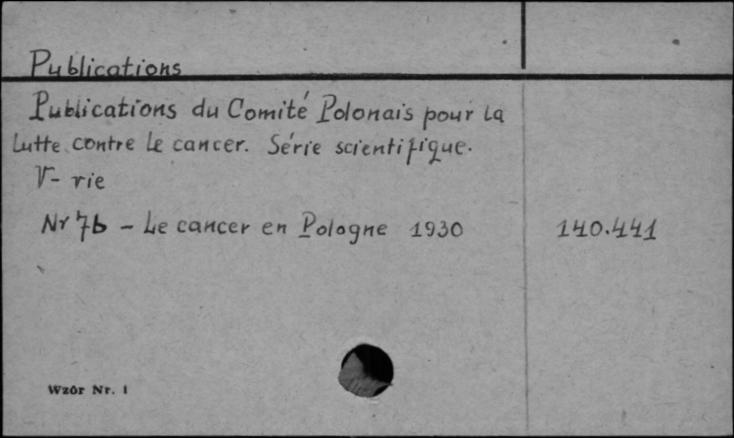 Publications
Publications du Comité Polonais pour la
Lutte contre le cancer. Série scientifique.
V- rie
Nr 7b - Le cancer en Pologne 1930 140.441
Wzór Nr. 1